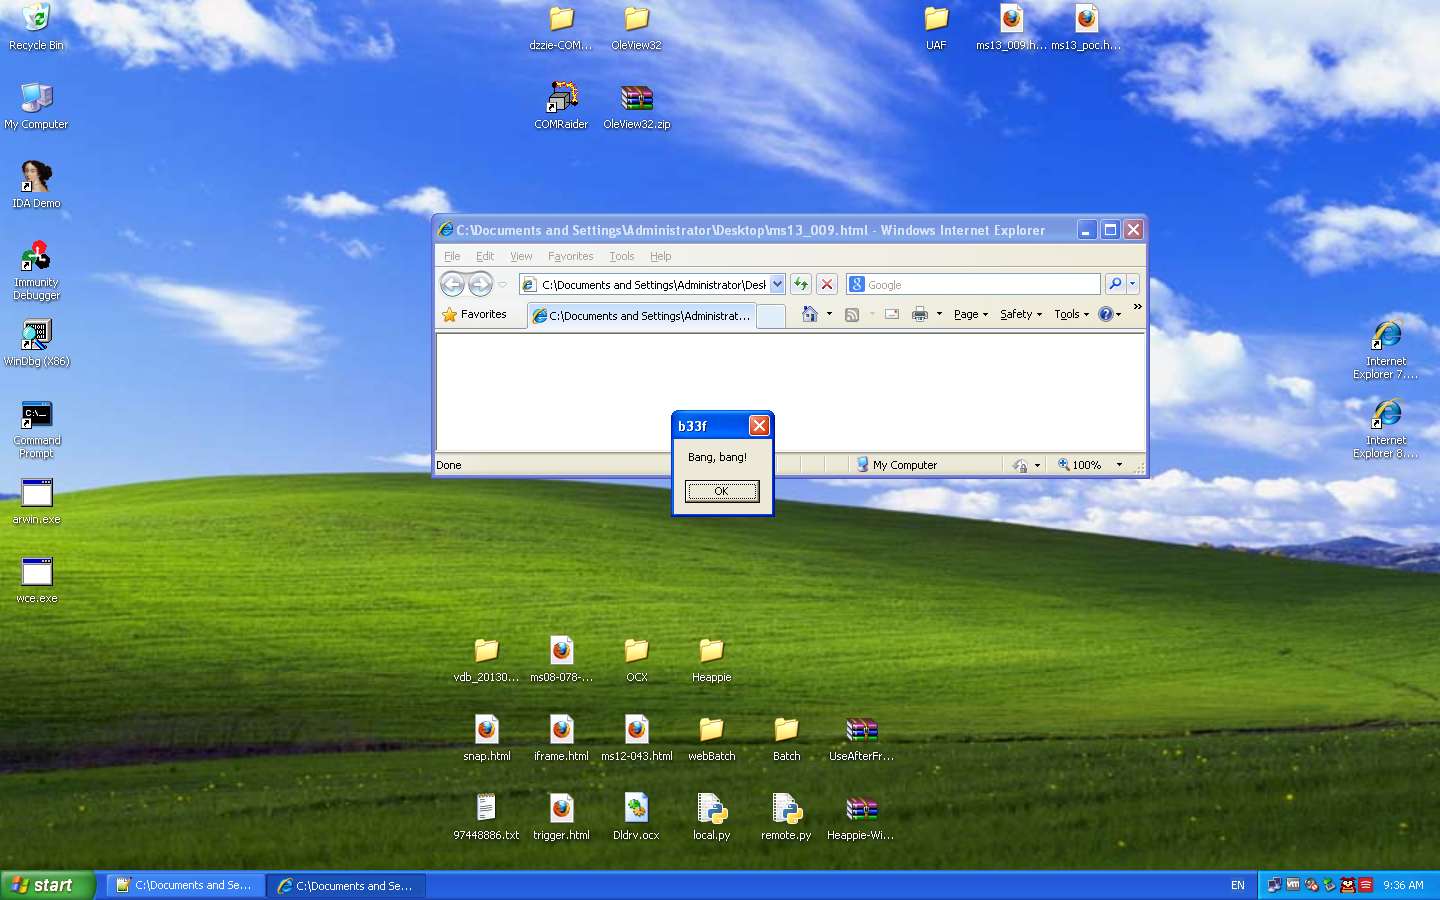 Recycle Bin
dzzie-COM...
OleView32
UAF
ms13_009.h...
ms13_poc.h...
My Computer
COMRaider
OleView32.zip
IDA Demo
Immunity
Debugger
WinDbg (X86)
Command
Prompt
arwin.exe
wce.exe
C:\Documents and Settings\Administrator\Desktop\ms13_009.html - Windows Internet Explorer
File Edit View Favorites Tools Help
C:\Documents and Settings\Administrator\Desk
Google
Favorites
C:\Documents and Settings\Administrat...
Page Safety Tools
»
b33f
Bang, bang!
OK
Done
My Computer
100%
Internet
Explorer 7....
Internet
Explorer 8....
vdb_20130...
ms08-078-...
OCX
Heappie
snap.html
iframe.html
ms12-043.html
webBatch
Batch
UseAfterFr...
97448886.txt
trigger.html
Dldrv.ocx
local.py
remote.py
Heappie-Wi...
start
C:\Documents and Se...
C:\Documents and Se...
EN
vm
9:36 AM